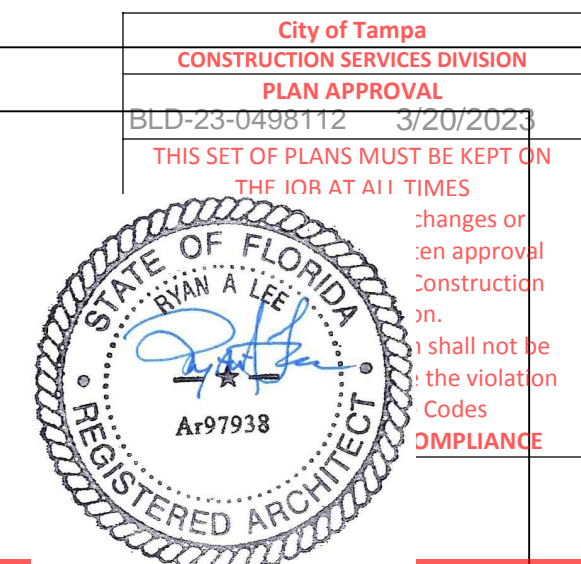 City of Tampa
CONSTRUCTION SERVICES DIVISION
PLAN APPROVAL
BLD-23-0498112 3/20/2023
THIS SET OF PLANS MUST BE KEPT ON
THE JOB AT ALL TIMES
changes or
ten approval
Construction
on.
n shall not be
the violation
Codes
OMPLIANCE
STATE OF FLORIDA
RYAN A LEE
Ar97938
REGISTERED ARCHITECT